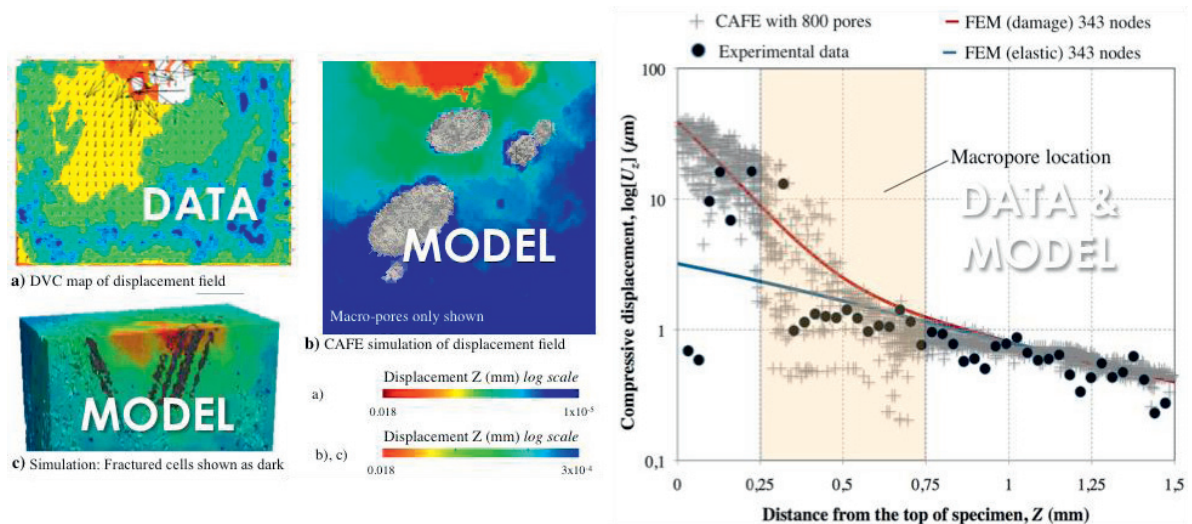 DATA
a) DVC map of displacement field
MODEL
c) Simulation: Fractured cells shown as dark
MODEL
Macro-pores only shown
b) CAFE simulation of displacement field
Displacement Z (mm) log scale
a)
0.018 1x10⁻⁵
Displacement Z (mm) log scale
b), c)
0.018 3x10⁻⁴
CAFE with 800 pores
Experimental data
FEM (damage) 343 nodes
FEM (elastic) 343 nodes
Compressive displacement, log[U_z] (μm)
100
10
1
0,1
Macropore location
DATA &
MODEL
0 0,25 0,5 0,75 1 1,25 1,5
Distance from the top of specimen, Z (mm)